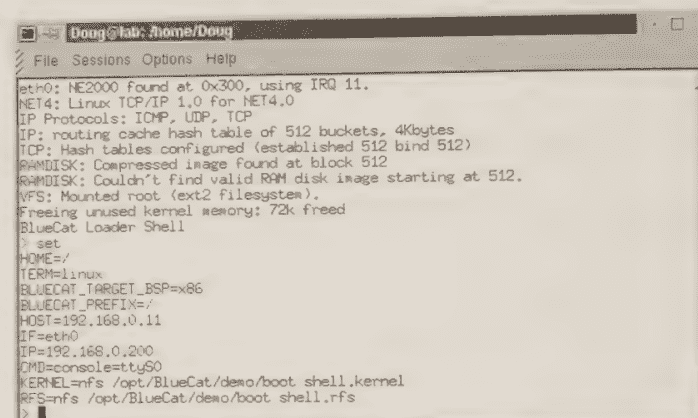 Doug@lab: /home/Doug
File Sessions Options Help
eth0: NE2000 found at 0x300, using IRQ 11.
NET4: Linux TCP/IP 1.0 for NET4.0
IP Protocols: ICMP, UDP, TCP
IP: routing cache hash table of 512 buckets, 4Kbytes
TCP: Hash tables configured (established 512 bind 512)
RAMDISK: Compressed image found at block 512
RAMDISK: Couldn't find valid RAM disk image starting at 512.
VFS: Mounted root (ext2 filesystem).
Freeing unused kernel memory: 72k freed
BlueCat Loader Shell
> set
HOME=/
TERM=linux
BLUECAT_TARGET_BSP=x86
BLUECAT_PREFIX=/
HOST=192.168.0.11
IF=eth0
IP=192.168.0.200
CMD=console=ttyS0
KERNEL=nfs /opt/BlueCat/demo/boot shell.kernel
RFS=nfs /opt/BlueCat/demo/boot shell.rfs
>